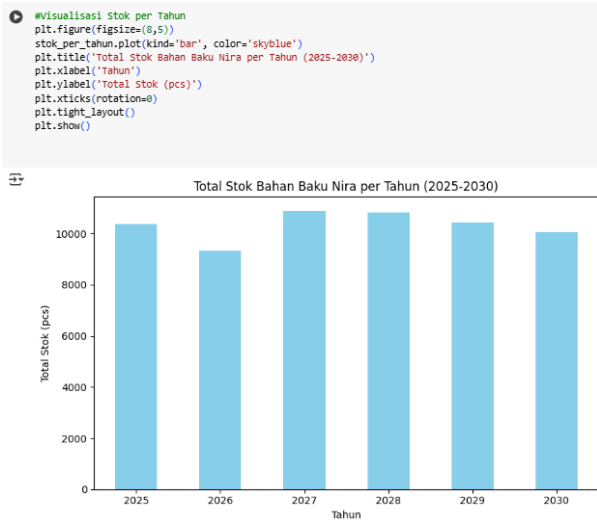 #Visualisasi Stok per Tahun
plt.figure(figsize=(8,5))
stok_per_tahun.plot(kind='bar', color='skyblue')
plt.title('Total Stok Bahan Baku Nira per Tahun (2025-2030)')
plt.xlabel('Tahun')
plt.ylabel('Total Stok (pcs)')
plt.xticks(rotation=0)
plt.tight_layout()
plt.show()
Total Stok Bahan Baku Nira per Tahun (2025-2030)
Total Stok (pcs)
10000
8000
6000
4000
2000
0
2025 2026 2027 2028 2029 2030
Tahun